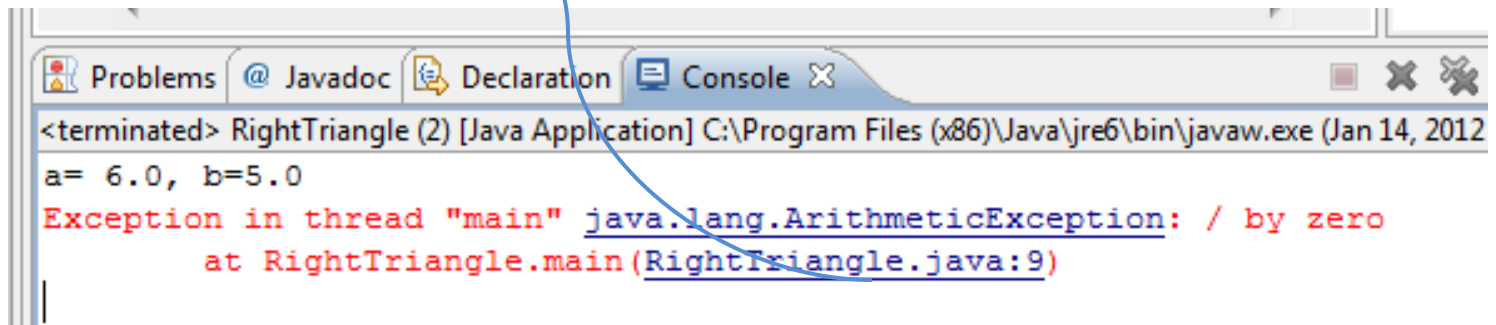 Problems @ Javadoc Declaration Console
<terminated> RightTriangle (2) [Java Application] C:\Program Files (x86)\Java\jre6\bin\javaw.exe (Jan 14, 2012
a= 6.0, b=5.0
Exception in thread "main" java.lang.ArithmeticException: / by zero
at RightTriangle.main(RightTriangle.java:9)